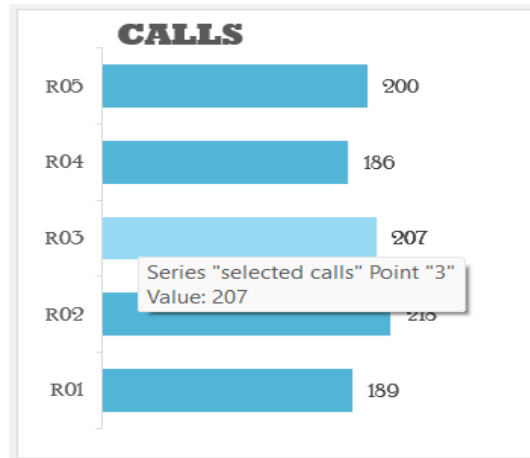 CALLS
R05 200
R04 186
R03 207
Series "selected calls" Point "3"
Value: 207
R02
R01 189